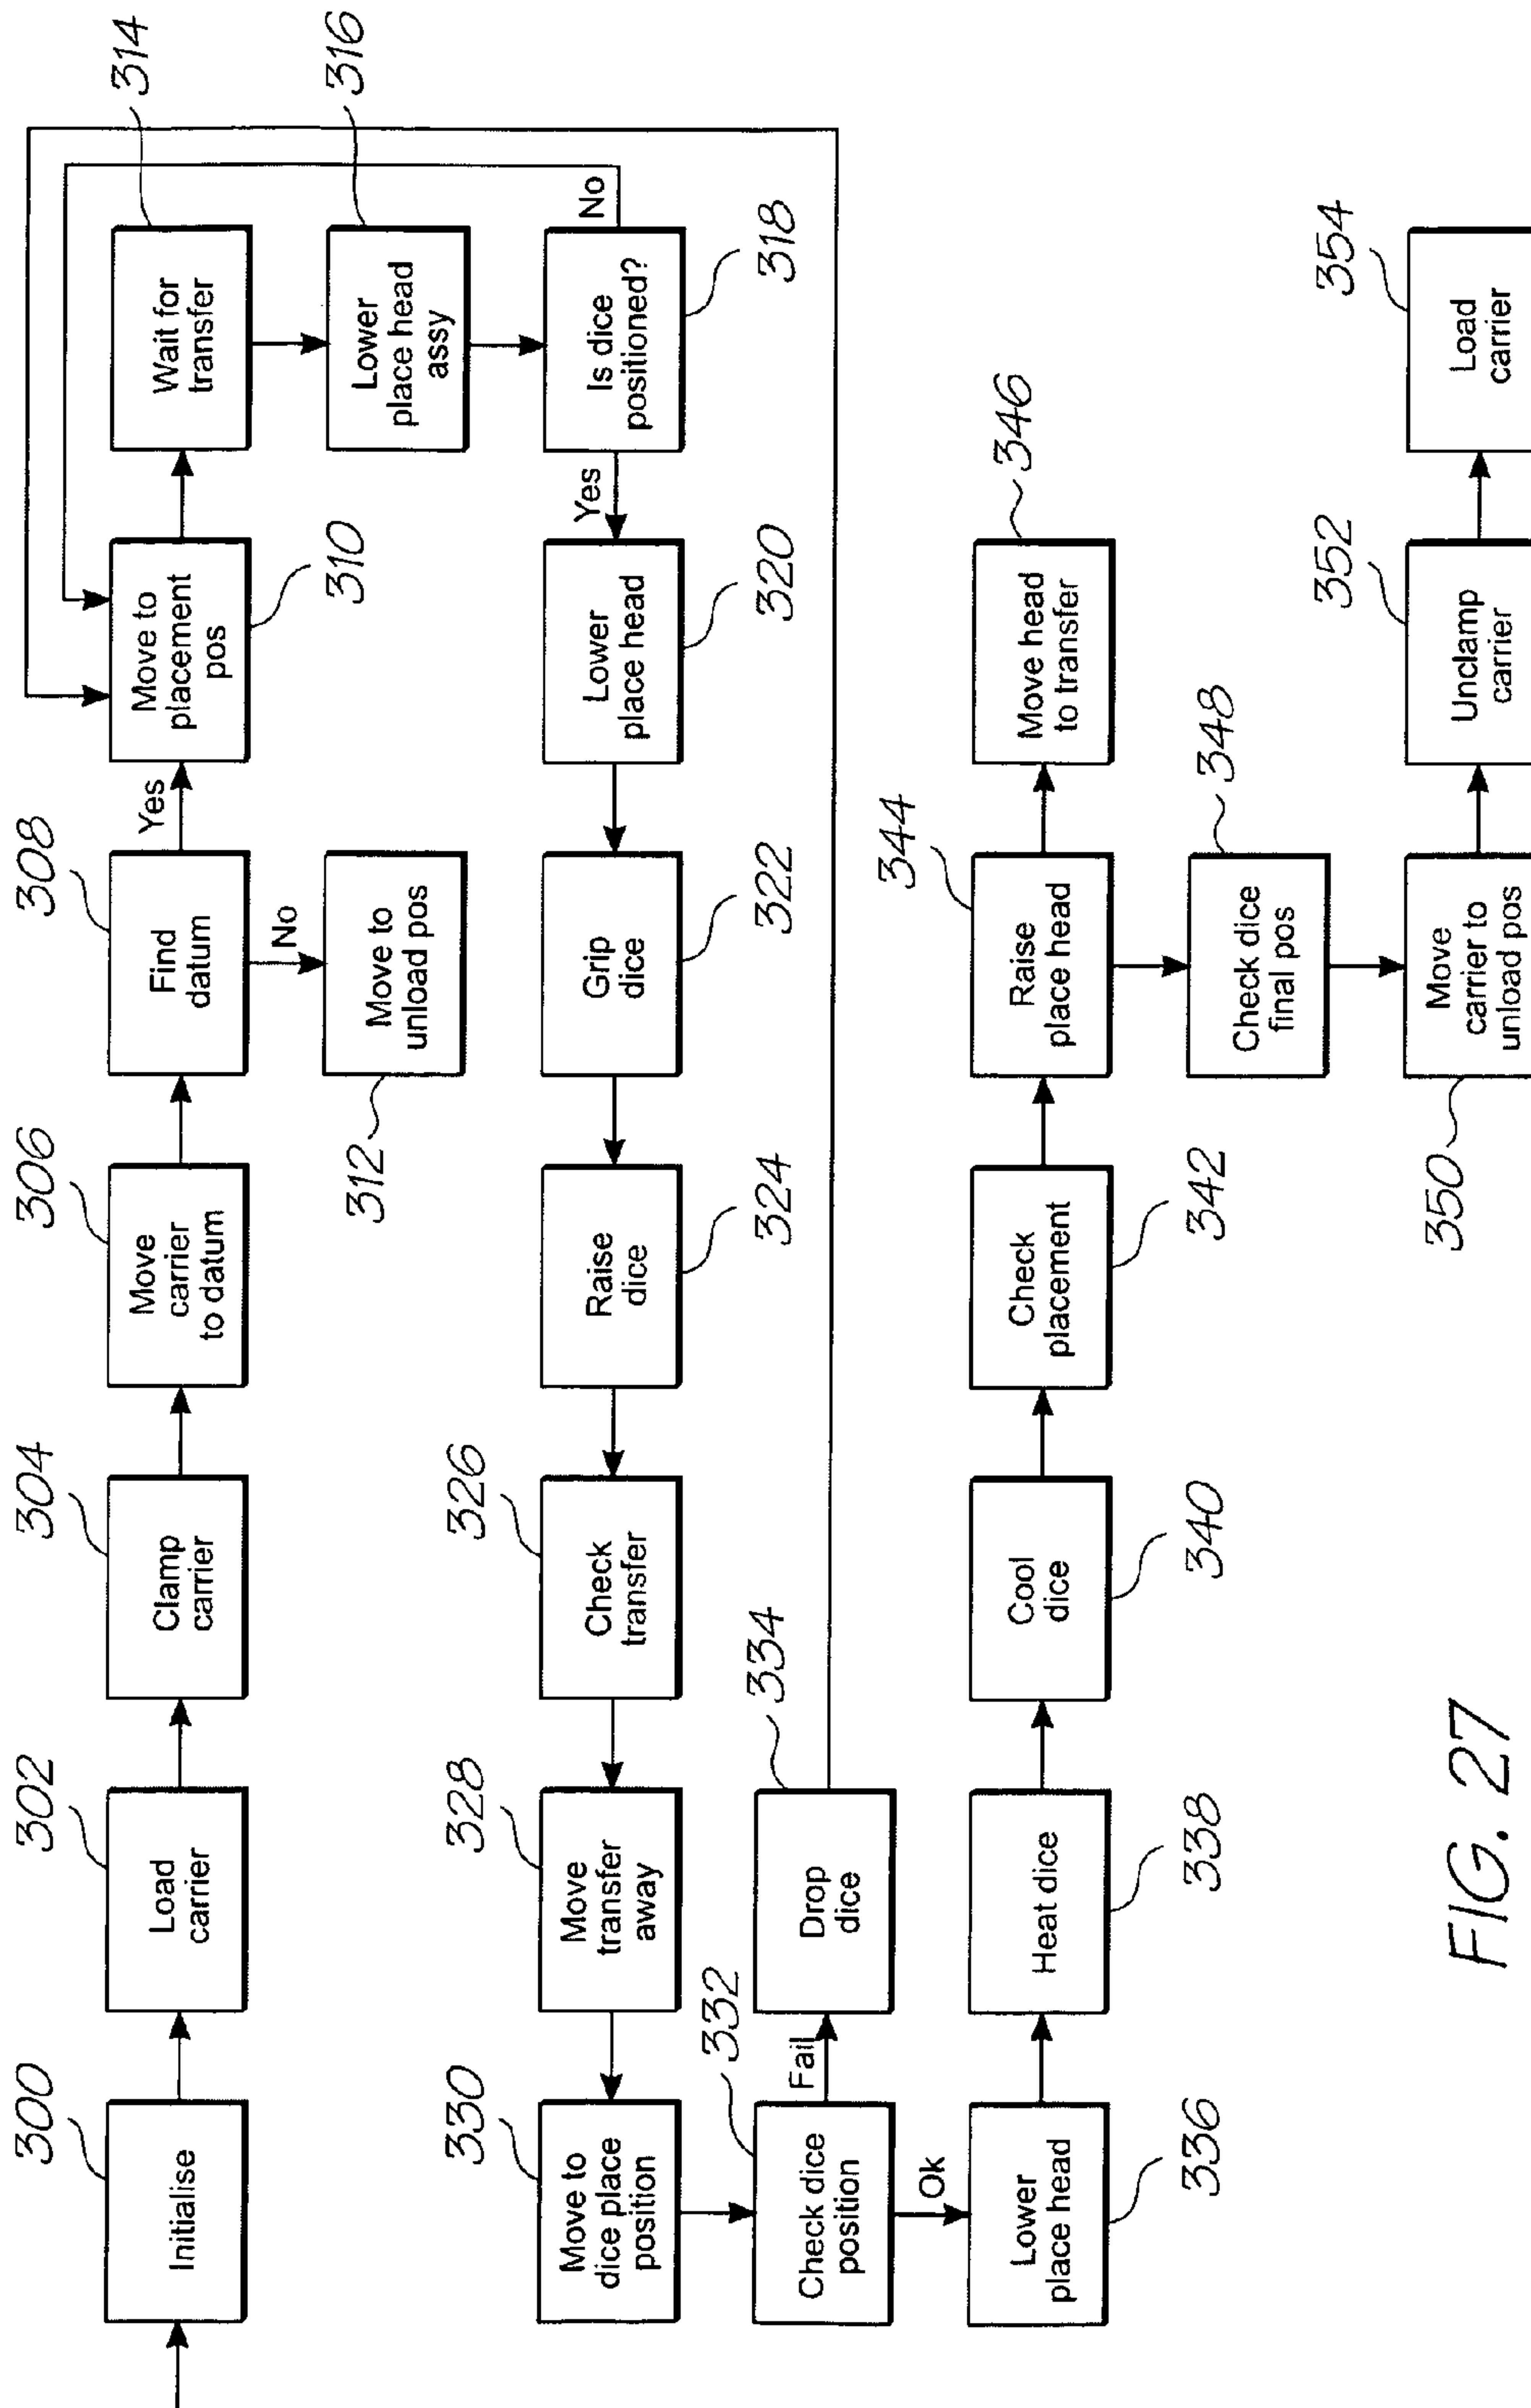 300
Initialise
302
Load
carrier
304
Clamp
carrier
306
Move
carrier
to datum
308
Find
datum
Yes
No
Move to
unload pos
312
Move to
placement
pos
310
314
Wait for
transfer
316
Lower
place head
assy
Is dice
positioned?
318
No
Yes
Lower
place head
320
Grip
dice
322
Raise
dice
324
326
Check
transfer
328
Move
transfer
away
330
Move to
dice place
position
332
Check dice
position
Fail
334
Drop
dice
Ok
Lower
place head
336
Heat dice
338
Cool
dice
340
Check
placement
342
344
Raise
place head
346
Move head
to transfer
348
Check dice
final pos
Move
carrier to
unload pos
350
352
Unclamp
carrier
354
Load
carrier
FIG. 27